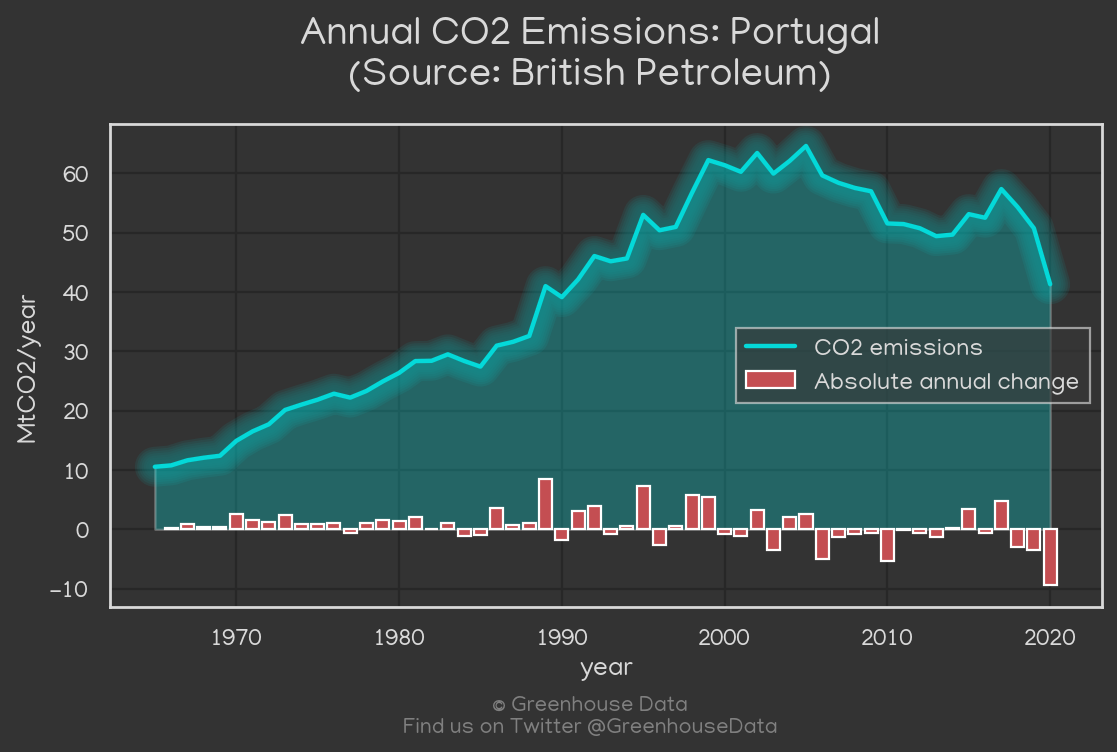 Annual CO2 Emissions: Portugal
(Source: British Petroleum)
MtCO2/year
60
50
40
30
20
10
0
−10
CO2 emissions
Absolute annual change
1970 1980 1990 2000 2010 2020
year
© Greenhouse Data
Find us on Twitter @GreenhouseData